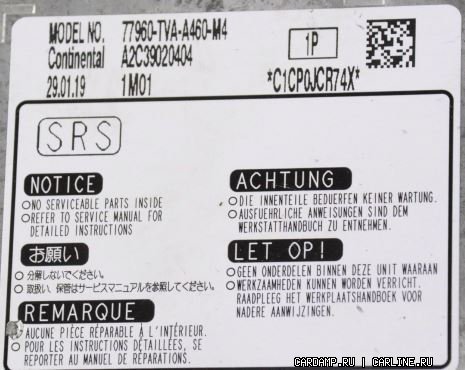 MODEL NO. 77960-TVA-A460-M4
Continental A2C39020404
29.01.19 1M01
1P
*C1CP0JCR74X*
SRS
NOTICE
○NO SERVICEABLE PARTS INSIDE
○REFER TO SERVICE MANUAL FOR
DETAILED INSTRUCTIONS
お願い
○ 分解しないでください。
○ 取扱い、保管はサービスマニュアルを参照ください。
REMARQUE
○ AUCUNE PIÈCE RÉPARABLE À L'INTÉRIEUR.
○ POUR LES INSTRUCTIONS DÉTAILLÉES, SE
REPORTER AU MANUEL DE RÉPARATIONS.
ACHTUNG
○DIE INNENTEILE BEDUERFEN KEINER WARTUNG.
○AUSFUEHRLICHE ANWEISUNGEN SIND DEM
WERKSTATTHANDBUCH ZU ENTNEHMEN.
LET OP!
○GEEN ONDERDELEN BINNEN DEZE UNIT WAARAAN
○WERKZAAMHEDEN KUNNEN WORDEN VERRICHT.
RAADPLEEG HET WERKPLAATSHANDBOEK VOOR
NADERE AANWIJZINGEN.
CARDAMP.RU | CARLINE.RU